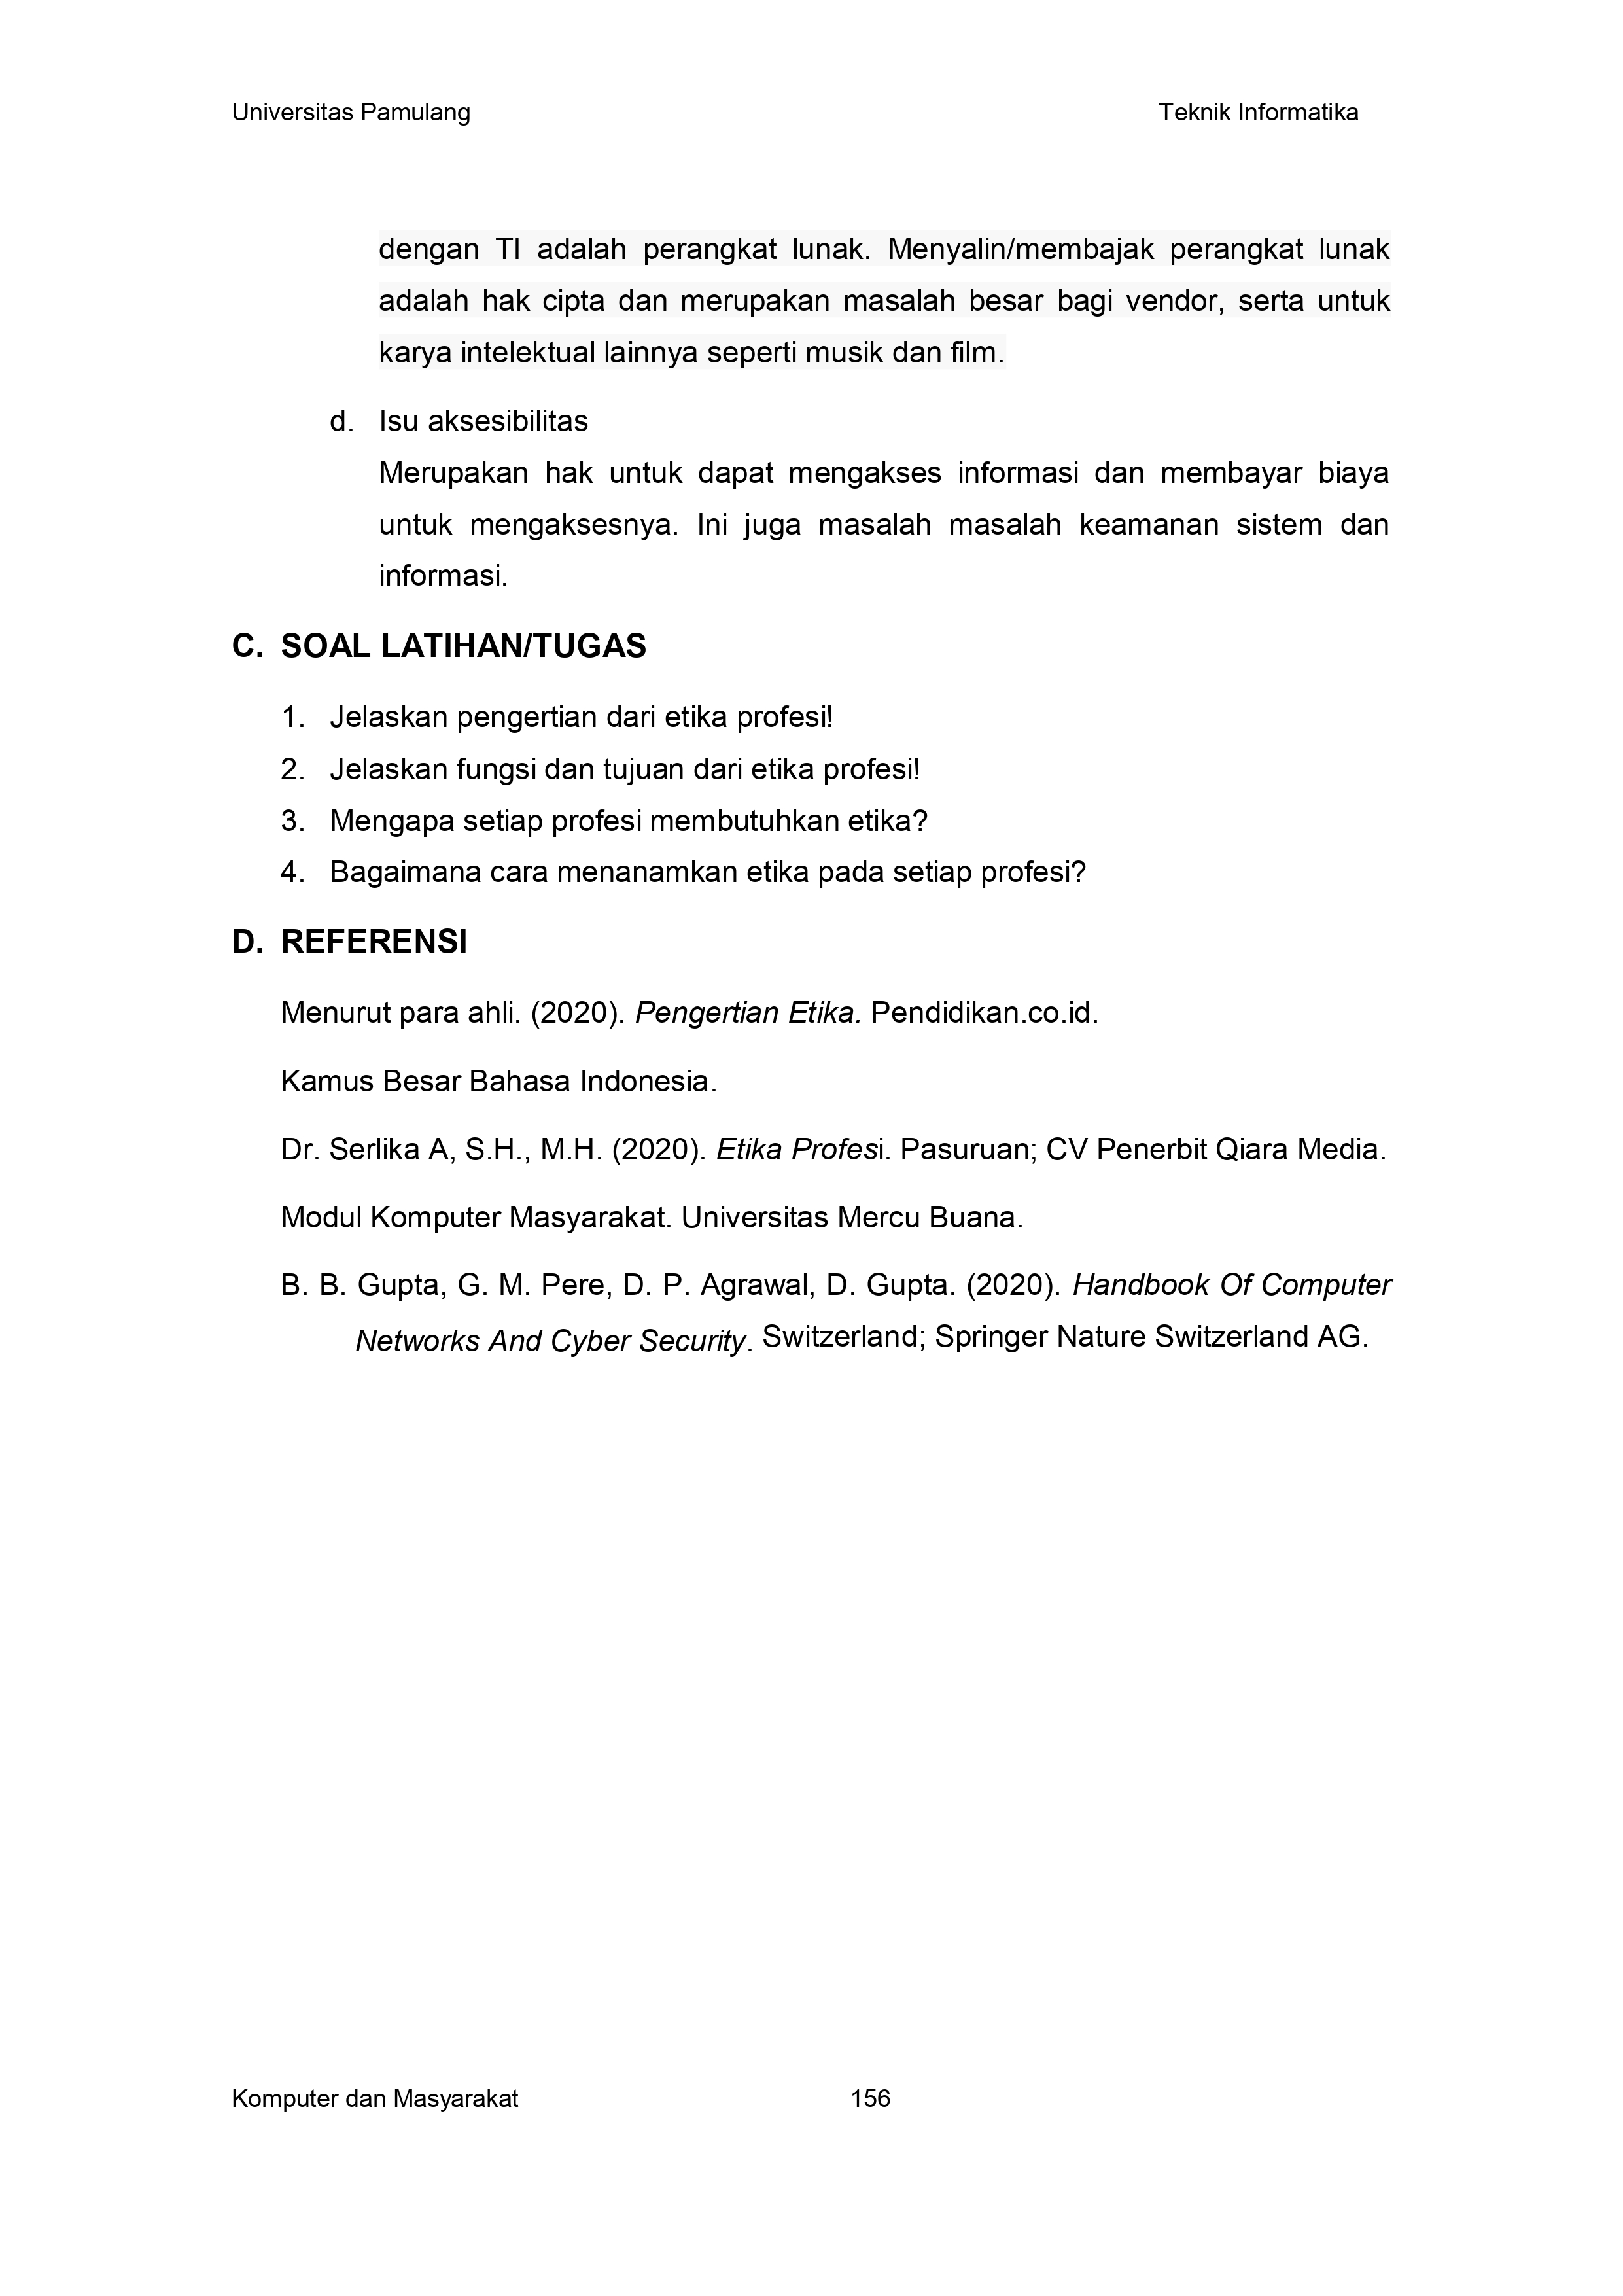 Universitas Pamulang Teknik Informatika
dengan TI adalah perangkat lunak. Menyalin/membajak perangkat lunak
adalah hak cipta dan merupakan masalah besar bagi vendor, serta untuk
karya intelektual lainnya seperti musik dan film.
d. Isu aksesibilitas
Merupakan hak untuk dapat mengakses informasi dan membayar biaya
untuk mengaksesnya. Ini juga masalah masalah keamanan sistem dan
informasi.
C. SOAL LATIHAN/TUGAS
1. Jelaskan pengertian dari etika profesi!
2. Jelaskan fungsi dan tujuan dari etika profesi!
3. Mengapa setiap profesi membutuhkan etika?
4. Bagaimana cara menanamkan etika pada setiap profesi?
D. REFERENSI
Menurut para ahli. (2020). Pengertian Etika. Pendidikan.co.id.
Kamus Besar Bahasa Indonesia.
Dr. Serlika A, S.H., M.H. (2020). Etika Profesi. Pasuruan; CV Penerbit Qiara Media.
Modul Komputer Masyarakat. Universitas Mercu Buana.
B. B. Gupta, G. M. Pere, D. P. Agrawal, D. Gupta. (2020). Handbook Of Computer
Networks And Cyber Security. Switzerland; Springer Nature Switzerland AG.
Komputer dan Masyarakat 156